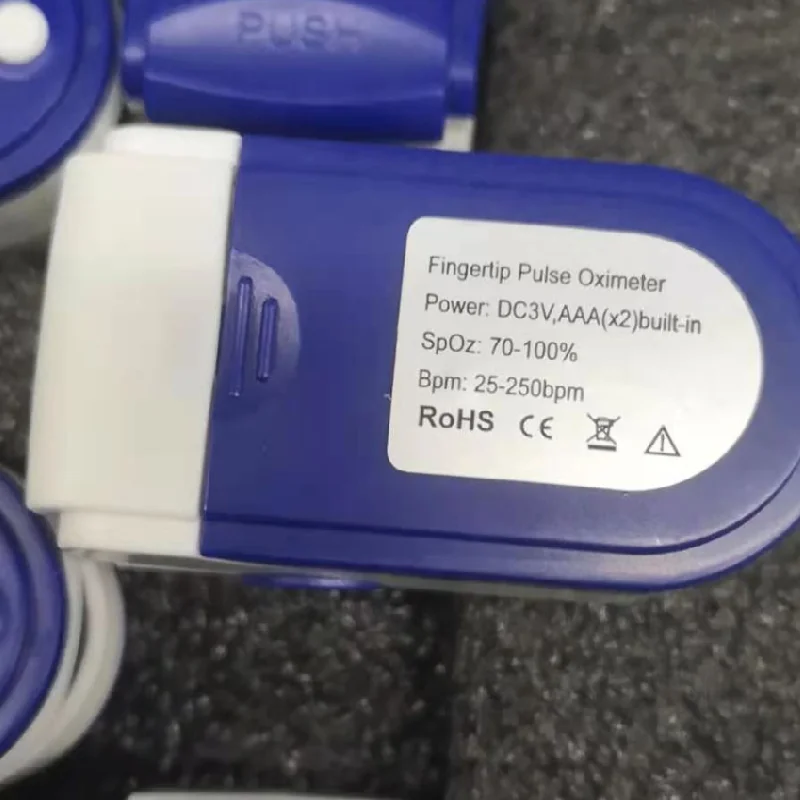 PUSH
Fingertip Pulse Oximeter
Power: DC3V,AAA(x2)built-in
SpOz: 70-100%
Bpm: 25-250bpm
RoHS CE